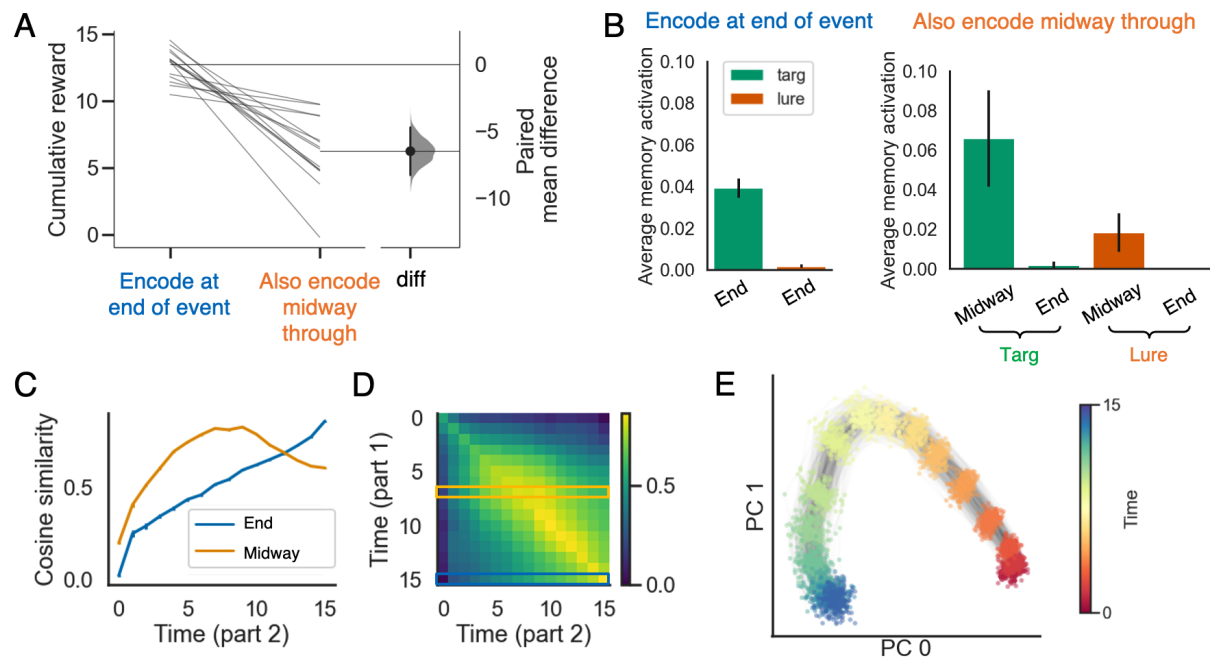 A
15
10
5
0
Cumulative reward
0
−5
−10
Paired
mean difference
Encode at
end of event
Also encode
midway
through
diff
B
Encode at end of event
Also encode midway through
0.10
0.08
0.06
0.04
0.02
0.00
Average memory activation
targ
lure
End
End
0.10
0.08
0.06
0.04
0.02
0.00
Average memory activation
Midway
End
Midway
End
Targ
Lure
C
Cosine similarity
0.5
0.0
End
Midway
0
5
10
15
Time (part 2)
D
Time (part 1)
0
5
10
15
0
5
10
15
Time (part 2)
0.5
0.0
E
PC 1
PC 0
15
Time
0